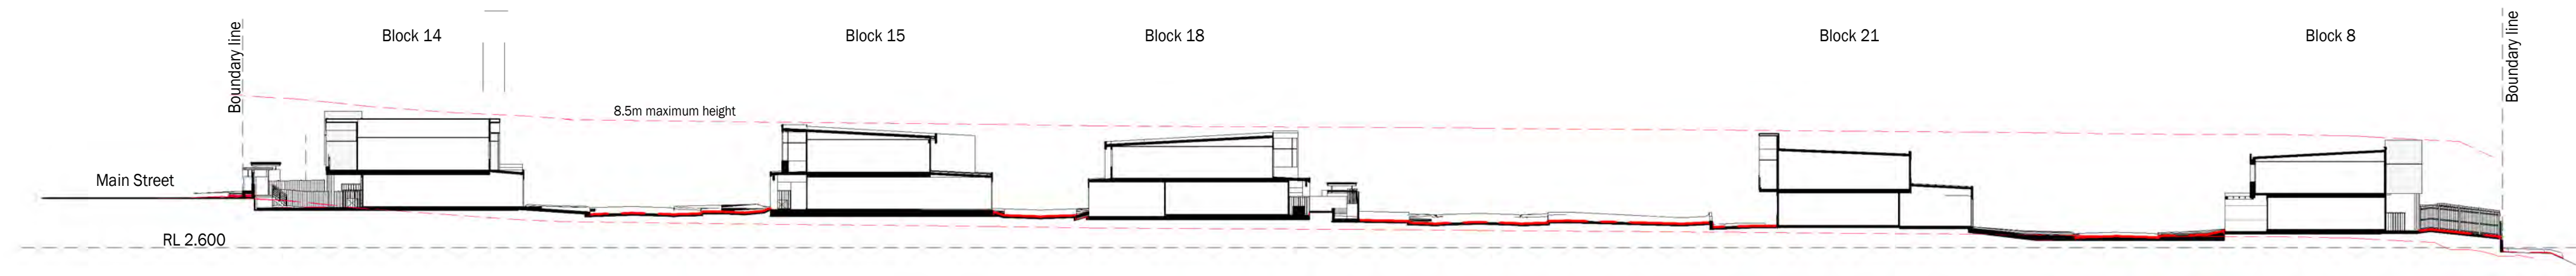 Boundary line
Block 14
Block 15
Block 18
Block 21
Block 8
Boundary line
8.5m maximum height
Main Street
RL 2.600